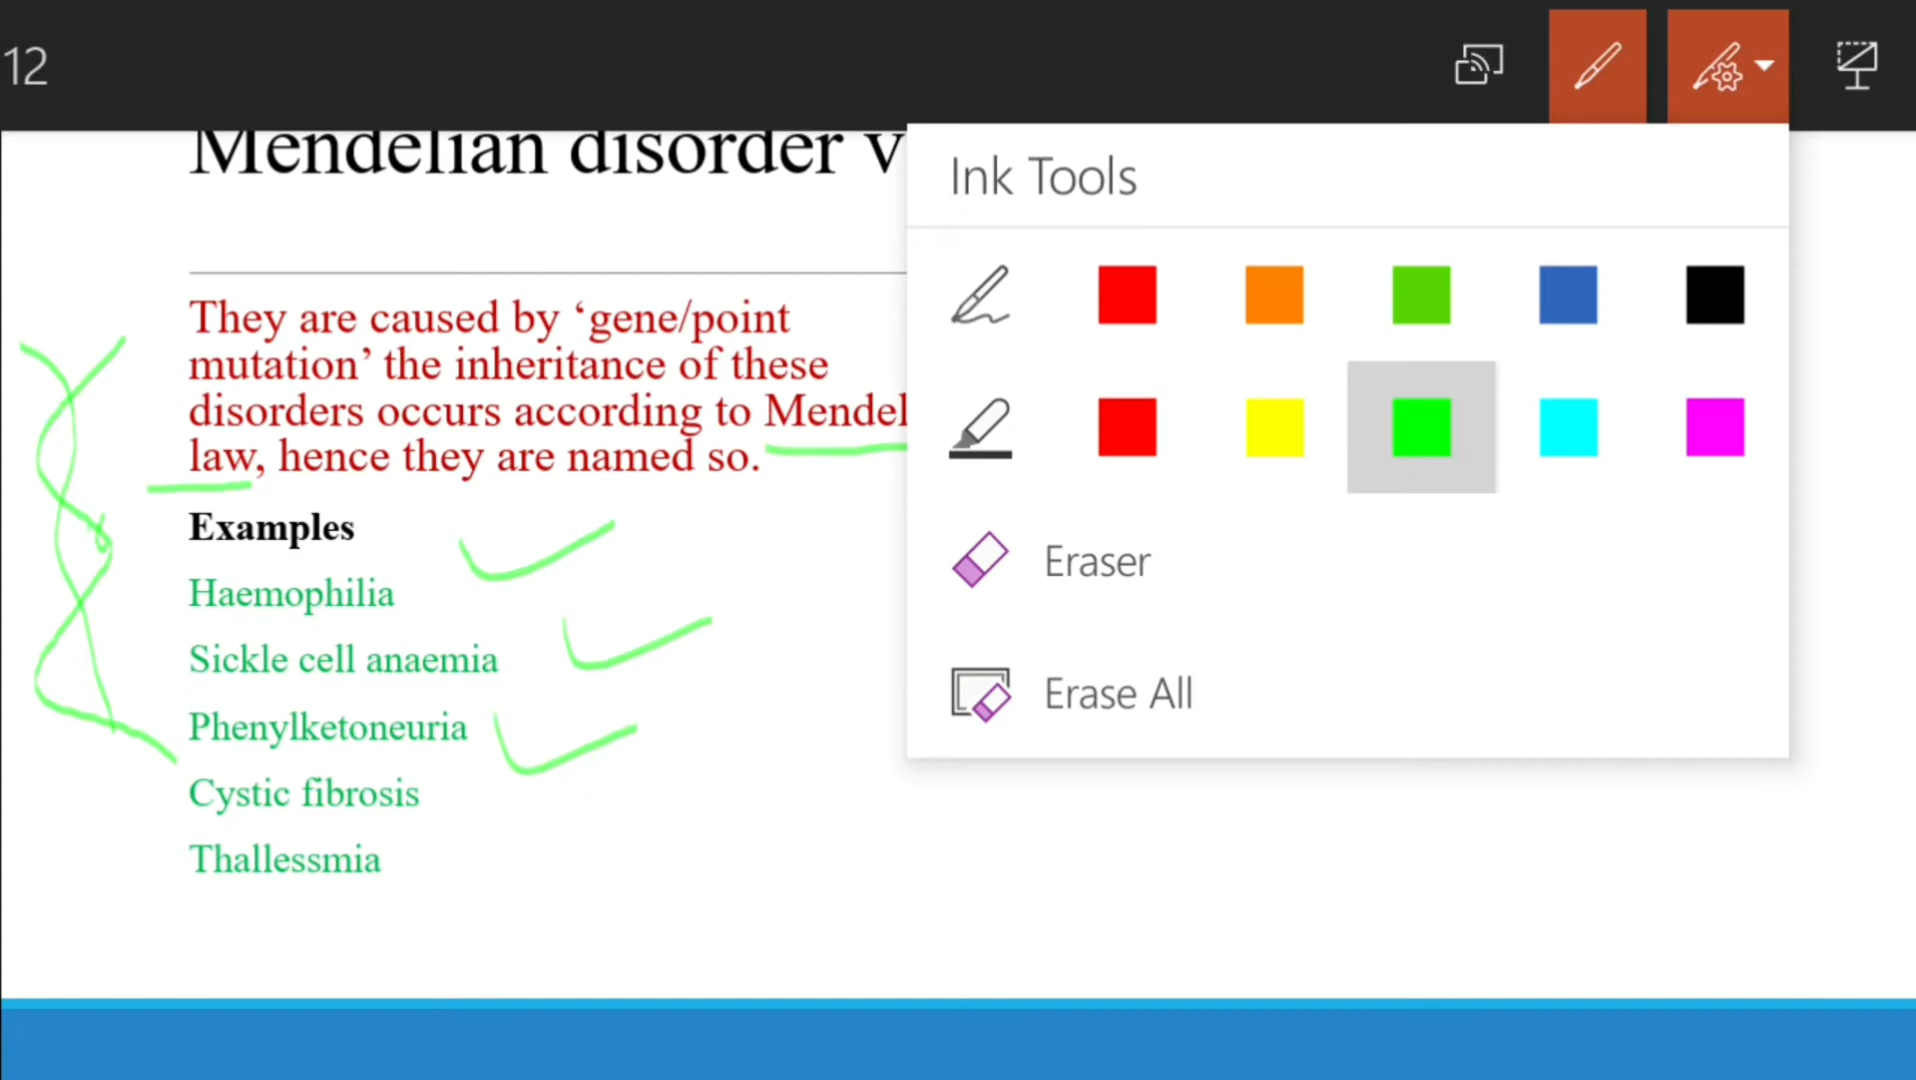 12
Mendelian disorder v
Ink Tools
They are caused by ‘gene/point
mutation’ the inheritance of these
disorders occurs according to Mendel
law, hence they are named so.
Examples
Haemophilia
Sickle cell anaemia
Phenylketoneuria
Cystic fibrosis
Thallessmia
Eraser
Erase All